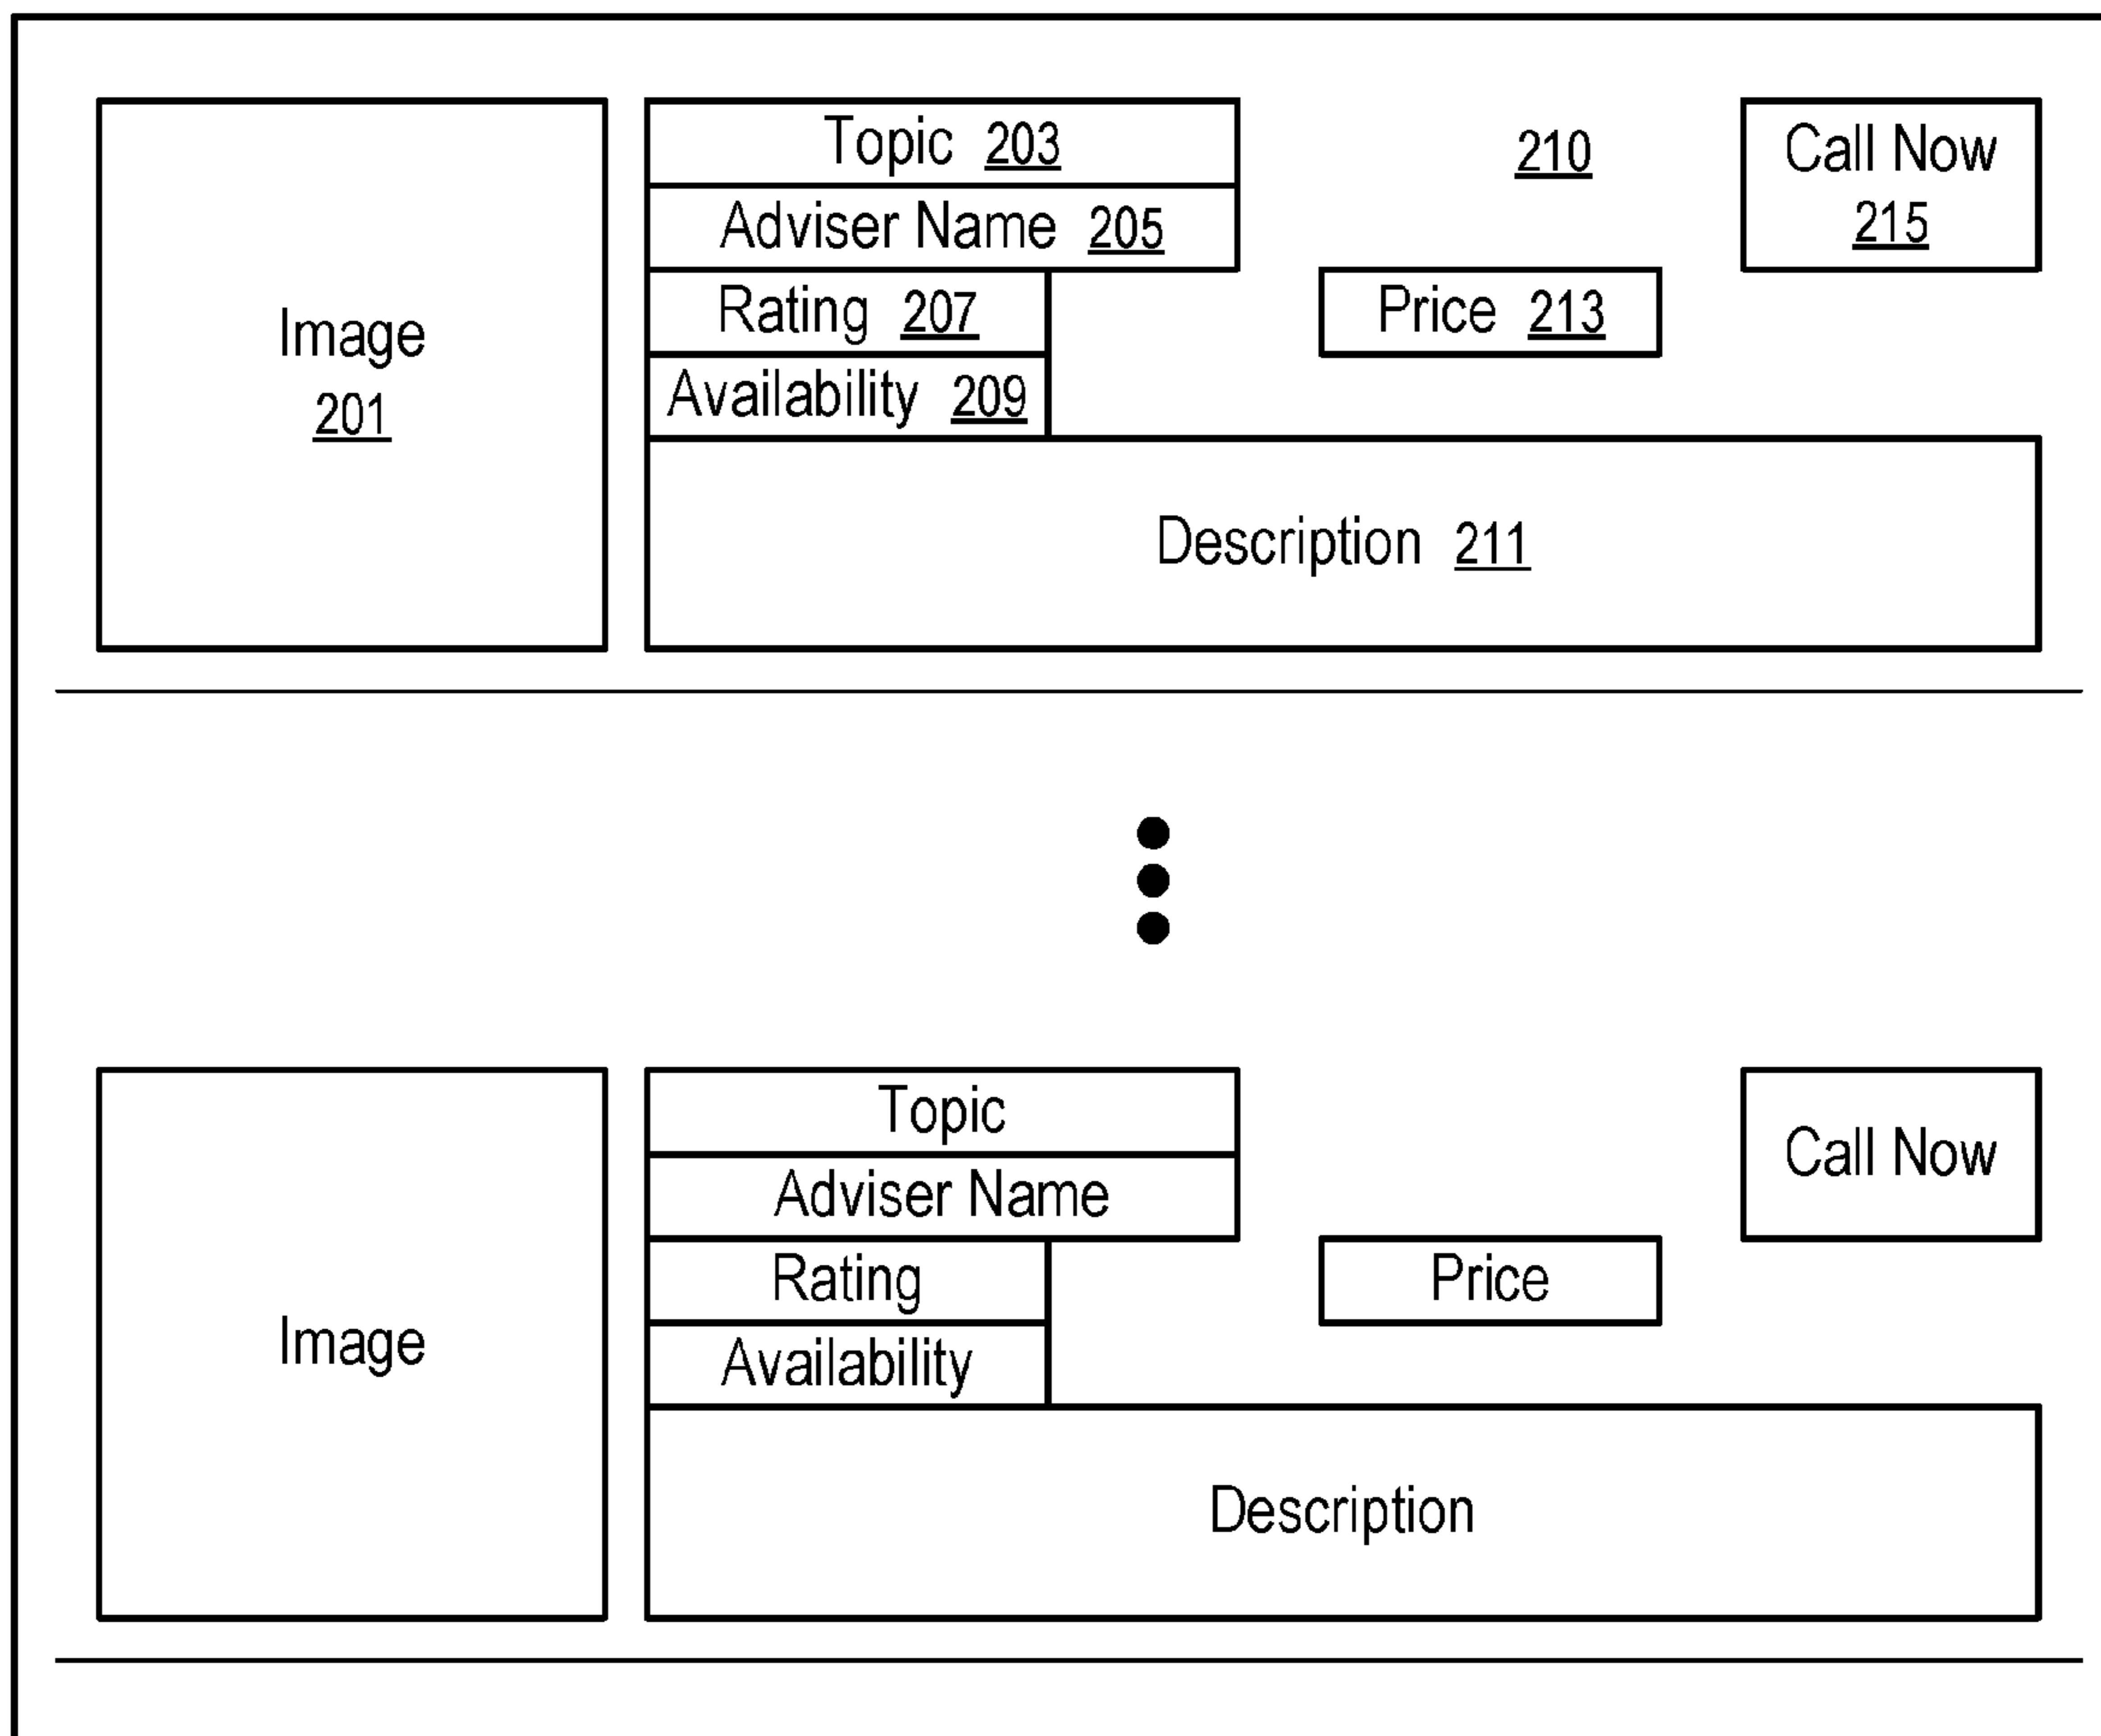 Image
201
Topic 203
Adviser Name 205
Rating 207
Availability 209
210
Price 213
Call Now
215
Description 211
Image
Topic
Adviser Name
Rating
Availability
Price
Call Now
Description